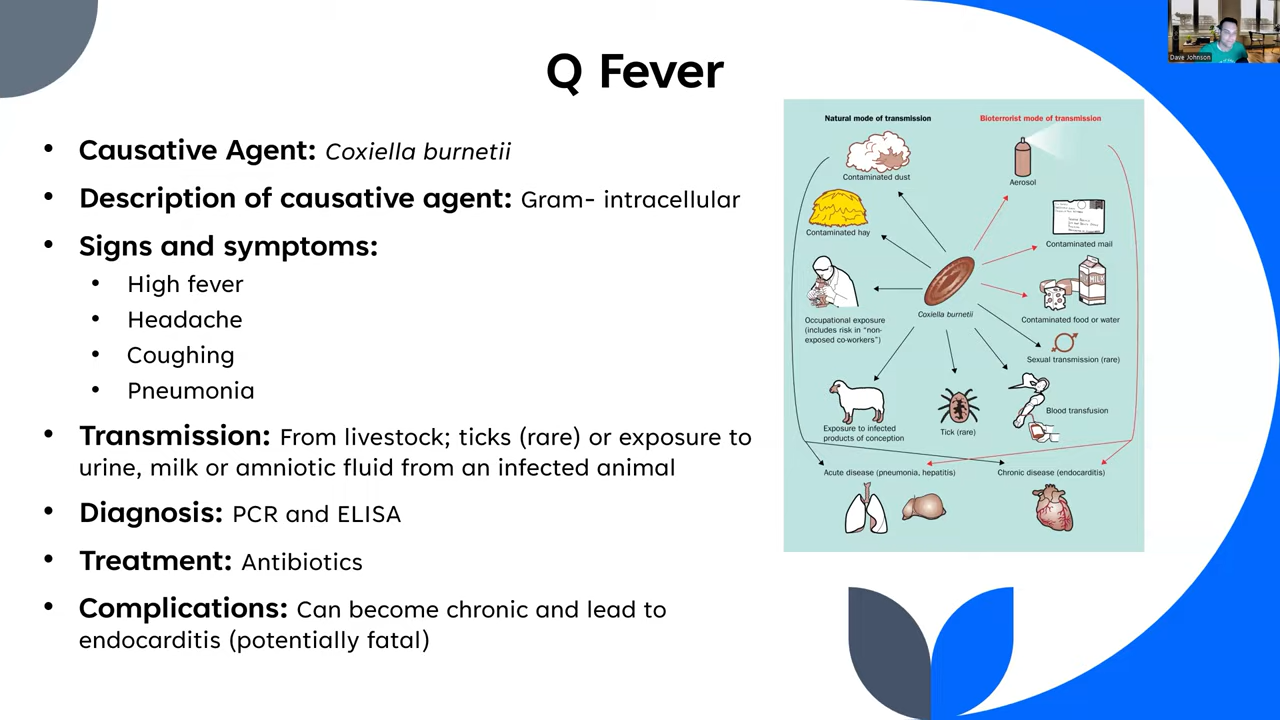 Q Fever
• Causative Agent: Coxiella burnetii
• Description of causative agent: Gram- intracellular
• Signs and symptoms:
• High fever
• Headache
• Coughing
• Pneumonia
• Transmission: From livestock; ticks (rare) or exposure to
urine, milk or amniotic fluid from an infected animal
• Diagnosis: PCR and ELISA
• Treatment: Antibiotics
• Complications: Can become chronic and lead to
endocarditis (potentially fatal)
Natural mode of transmission
Bioterrorist mode of transmission
Contaminated dust
Aerosol
Contaminated hay
Contaminated mail
Occupational exposure
(includes risk in “non-
exposed co-workers”)
Coxiella burnetii
MILK
Contaminated food or water
Sexual transmission (rare)
Exposure to infected
products of conception
Tick (rare)
Blood transfusion
Acute disease (pneumonia, hepatitis)
Chronic disease (endocarditis)
Dave Johnson